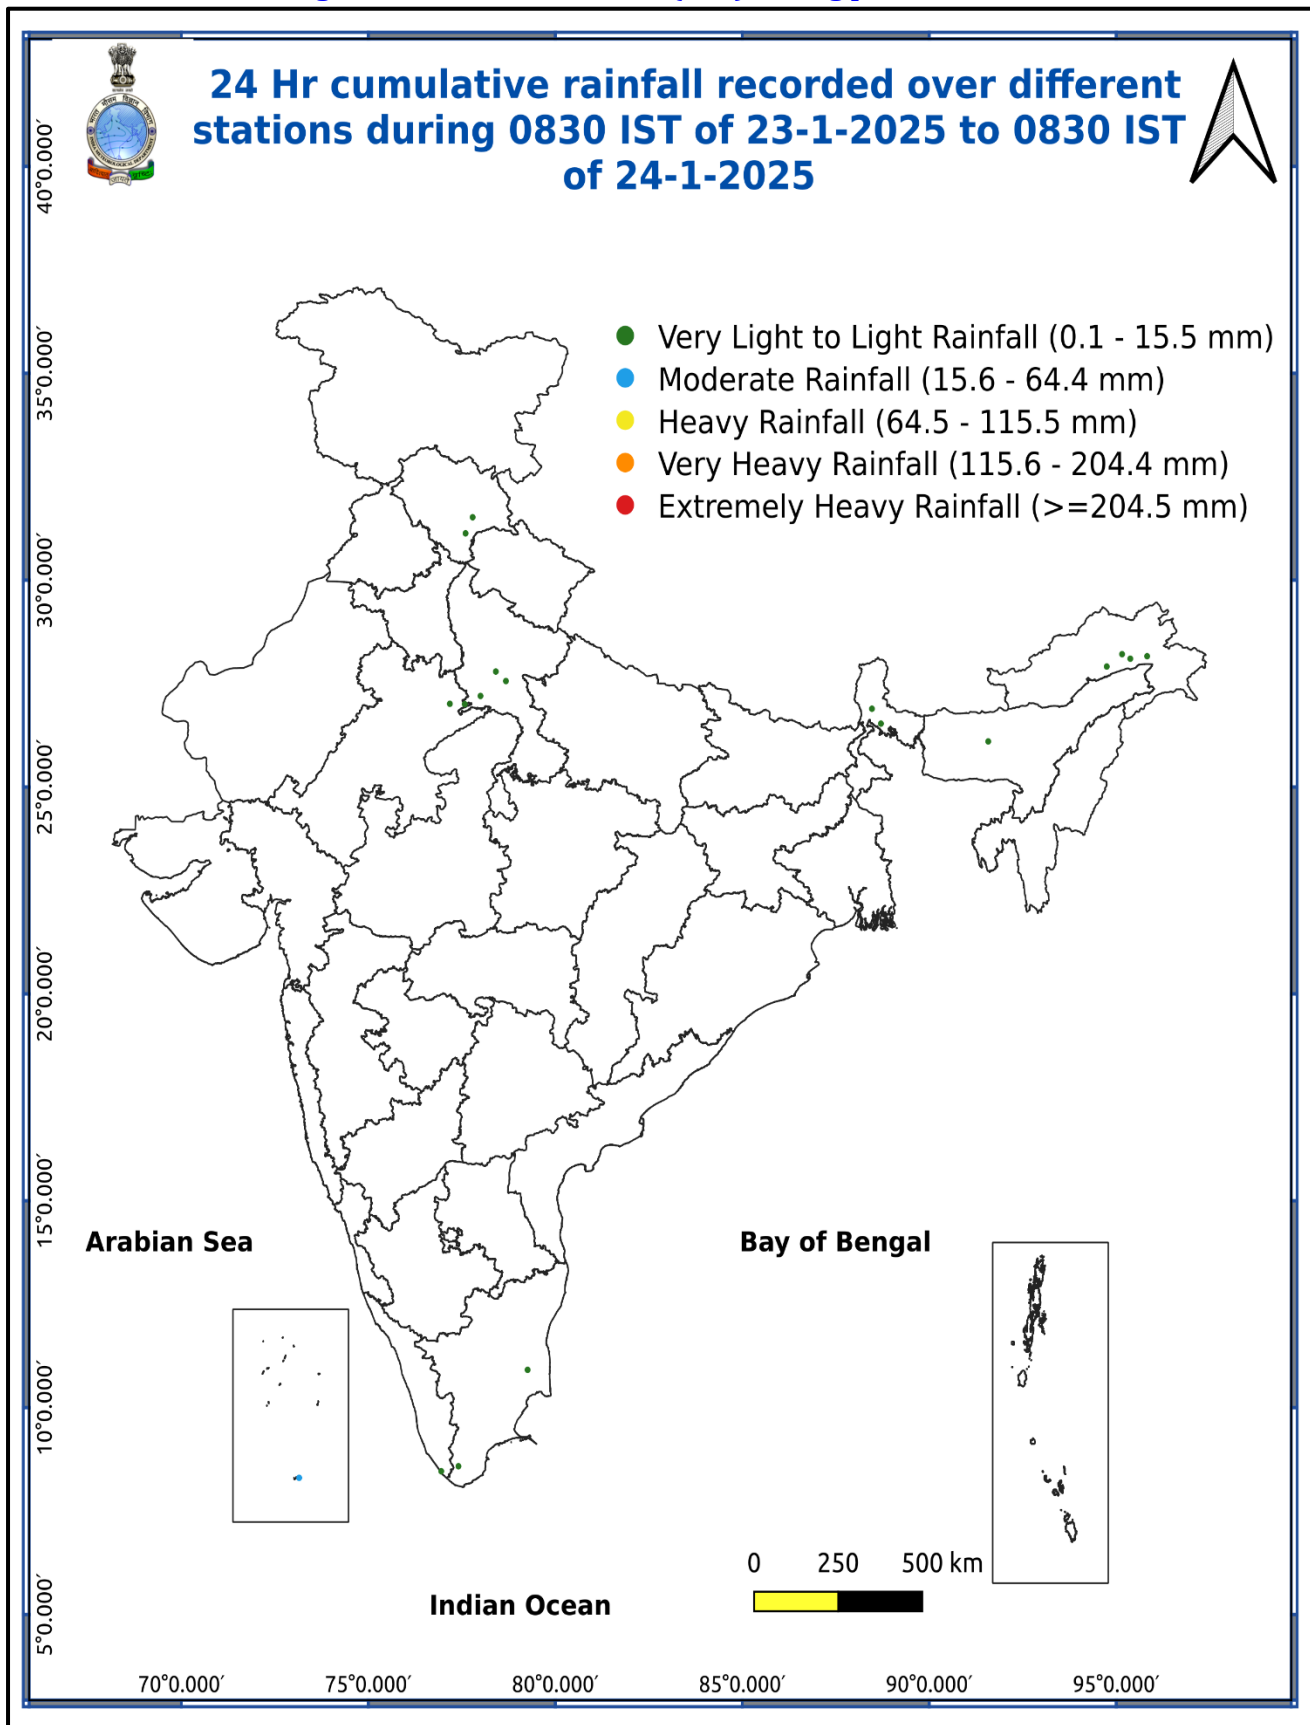 24 Hr cumulative rainfall recorded over different
stations during 0830 IST of 23-1-2025 to 0830 IST
of 24-1-2025
Very Light to Light Rainfall (0.1 - 15.5 mm)
Moderate Rainfall (15.6 - 64.4 mm)
Heavy Rainfall (64.5 - 115.5 mm)
Very Heavy Rainfall (115.6 - 204.4 mm)
Extremely Heavy Rainfall (>=204.5 mm)
40°0.000′
35°0.000′
30°0.000′
25°0.000′
20°0.000′
15°0.000′
10°0.000′
5°0.000′
Arabian Sea
Bay of Bengal
Indian Ocean
0 250 500 km
70°0.000′ 75°0.000′ 80°0.000′ 85°0.000′ 90°0.000′ 95°0.000′